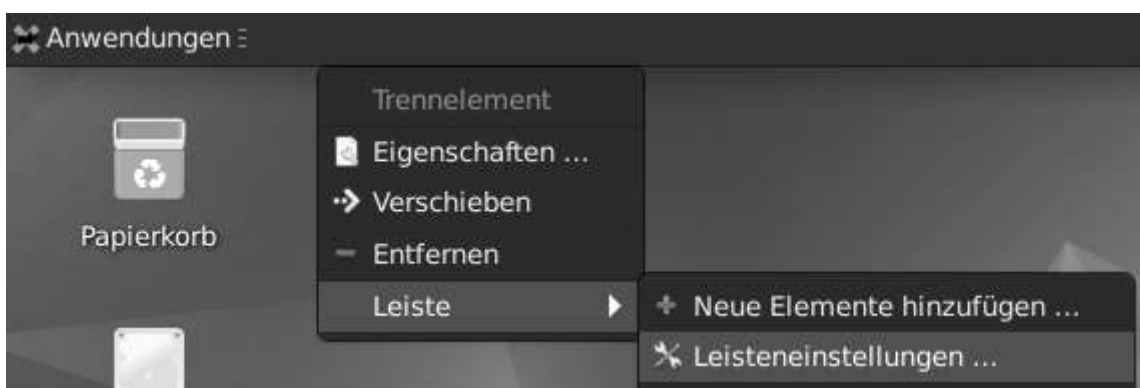 Anwendungen
Trennelement
Eigenschaften ...
Verschieben
Papierkorb
Entfernen
Leiste
Neue Elemente hinzufügen ...
Leisteneinstellungen ...